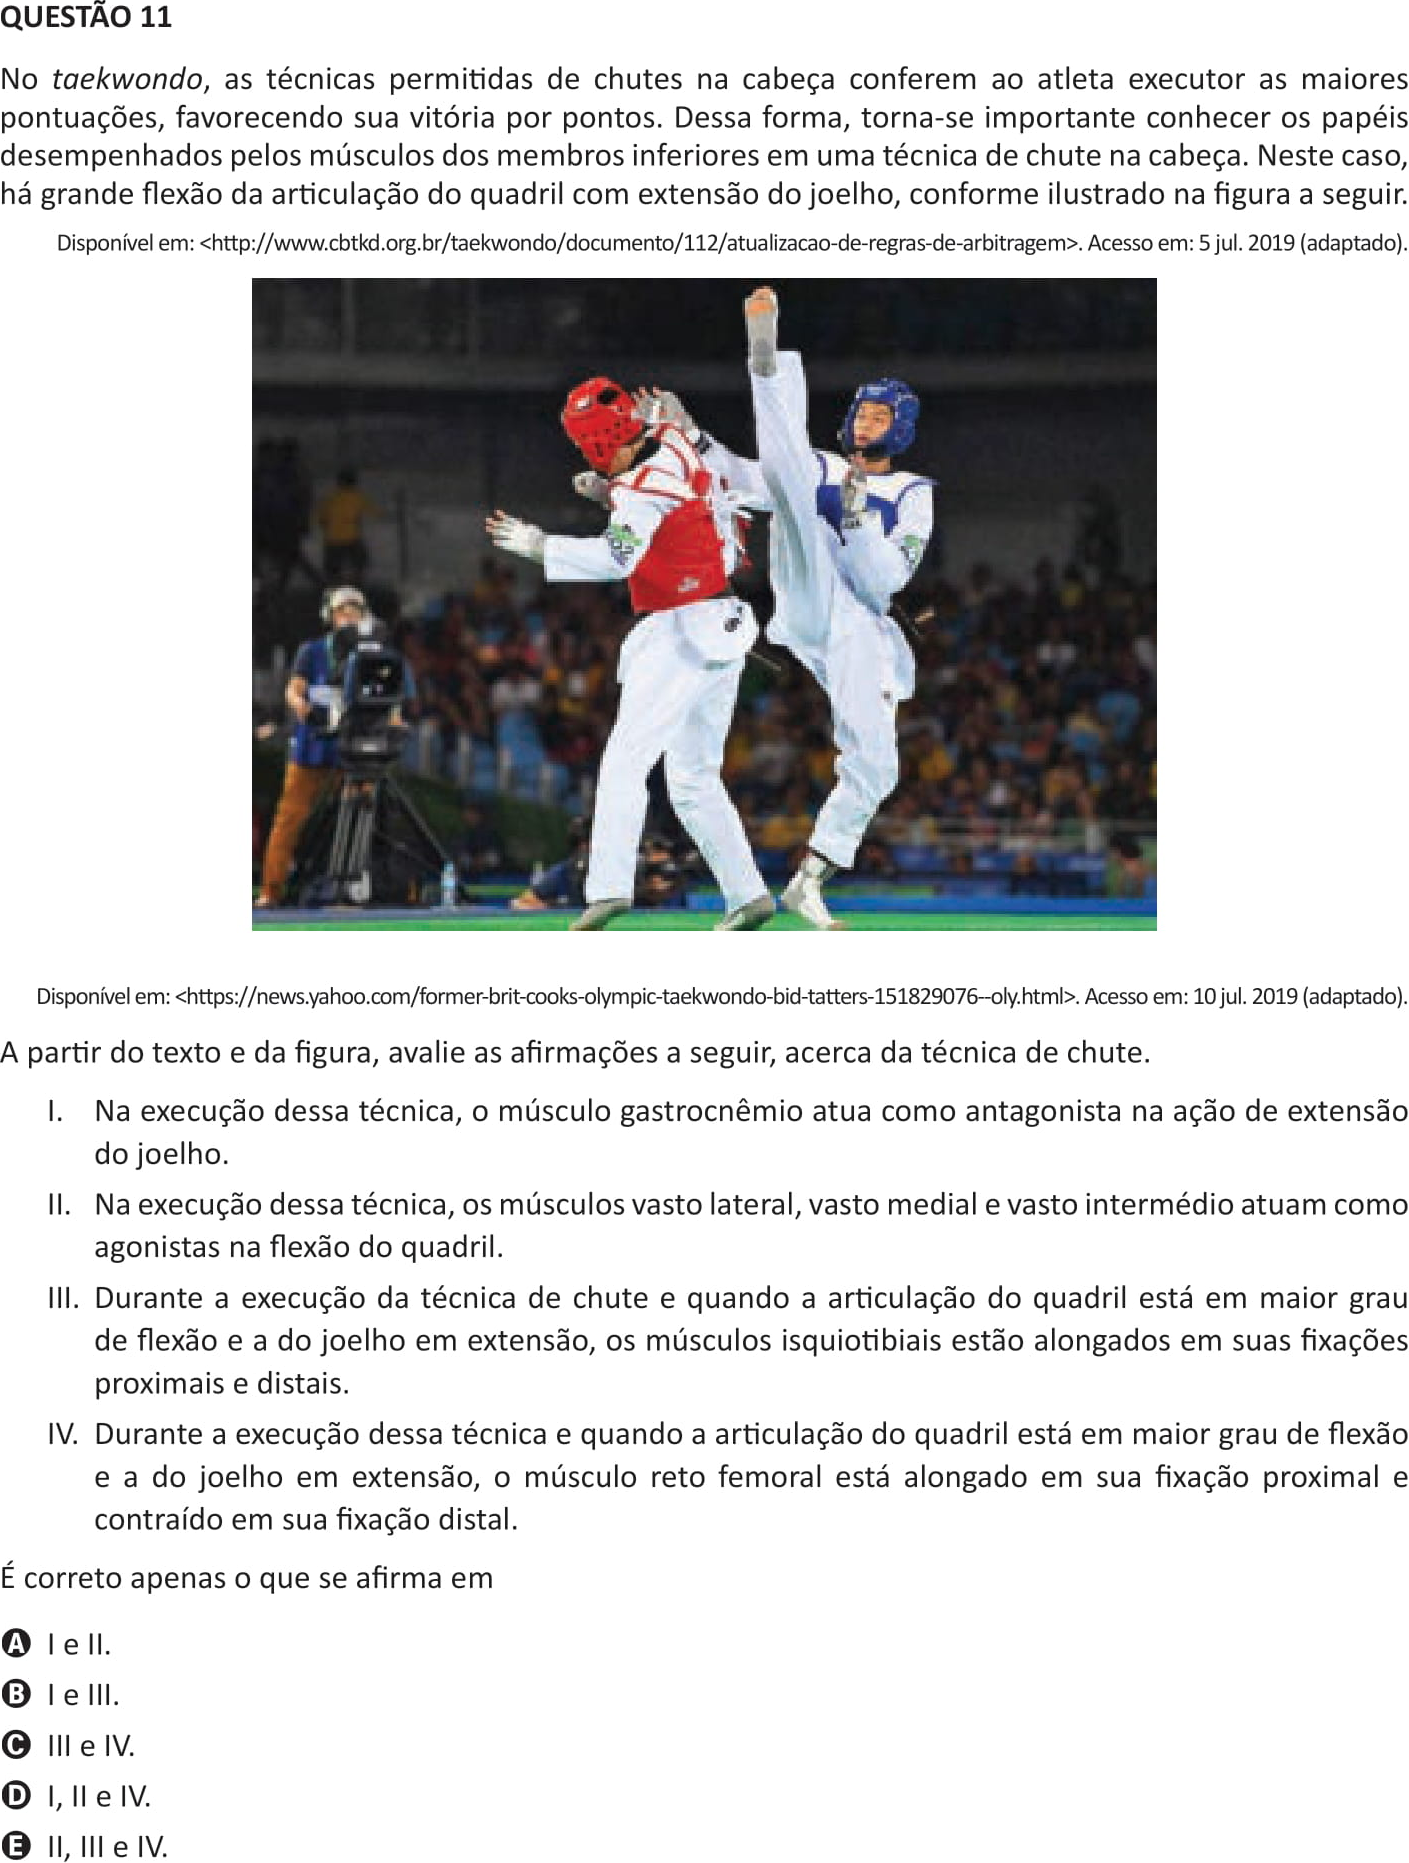 QUESTÃO 11
No taekwondo, as técnicas permitidas de chutes na cabeça conferem ao atleta executor as maiores
pontuações, favorecendo sua vitória por pontos. Dessa forma, torna-se importante conhecer os papéis
desempenhados pelos músculos dos membros inferiores em uma técnica de chute na cabeça. Neste caso,
há grande flexão da articulação do quadril com extensão do joelho, conforme ilustrado na figura a seguir.
Disponível em: <http://www.cbtkd.org.br/taekwondo/documento/112/atualizacao-de-regras-de-arbitragem>. Acesso em: 5 jul. 2019 (adaptado).
Disponível em: <https://news.yahoo.com/former-brit-cooks-olympic-taekwondo-bid-tatters-151829076--oly.html>. Acesso em: 10 jul. 2019 (adaptado).
A partir do texto e da figura, avalie as afirmações a seguir, acerca da técnica de chute.
I. Na execução dessa técnica, o músculo gastrocnêmio atua como antagonista na ação de extensão
do joelho.
II. Na execução dessa técnica, os músculos vasto lateral, vasto medial e vasto intermédio atuam como
agonistas na flexão do quadril.
III. Durante a execução da técnica de chute e quando a articulação do quadril está em maior grau
de flexão e a do joelho em extensão, os músculos isquiotibiais estão alongados em suas fixações
proximais e distais.
IV. Durante a execução dessa técnica e quando a articulação do quadril está em maior grau de flexão
e a do joelho em extensão, o músculo reto femoral está alongado em sua fixação proximal e
contraído em sua fixação distal.
É correto apenas o que se afirma em
A I e II.
B I e III.
C III e IV.
D I, II e IV.
E II, III e IV.